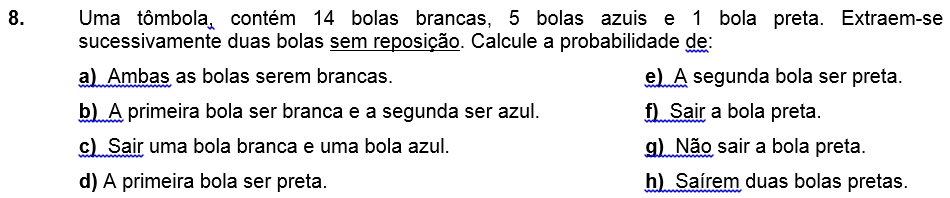 8. Uma tômbola, contém 14 bolas brancas, 5 bolas azuis e 1 bola preta. Extraem-se
sucessivamente duas bolas sem reposição. Calcule a probabilidade de:
a) Ambas as bolas serem brancas.
b) A primeira bola ser branca e a segunda ser azul.
c) Sair uma bola branca e uma bola azul.
d) A primeira bola ser preta.
e) A segunda bola ser preta.
f) Sair a bola preta.
g) Não sair a bola preta.
h) Saírem duas bolas pretas.